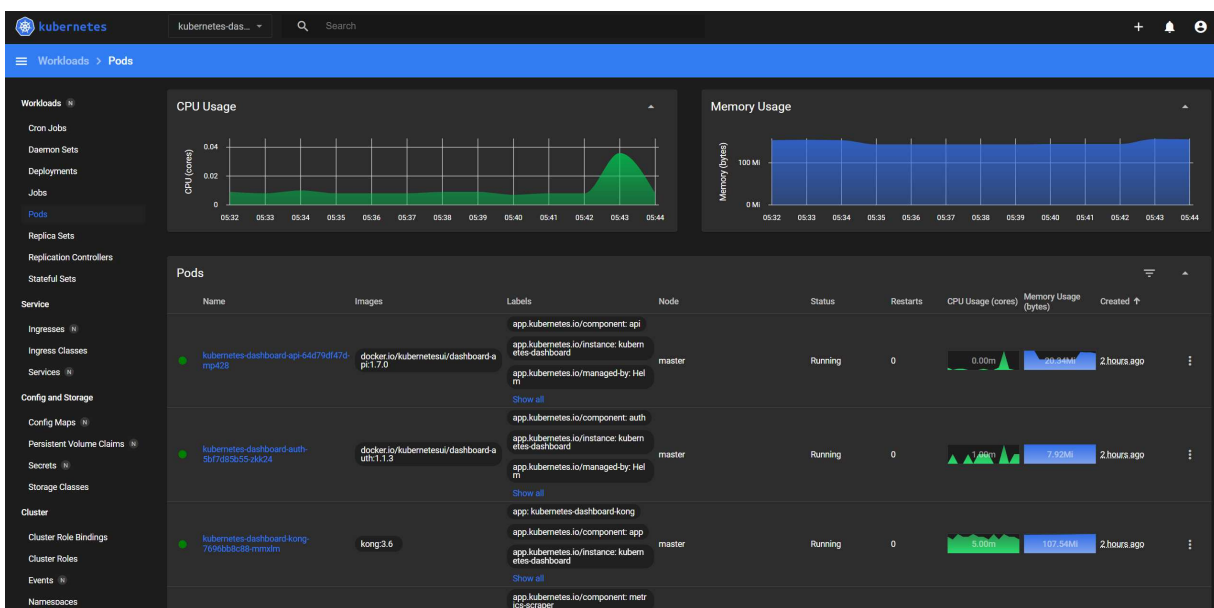 kubernetes
kubernetes-das...
Search
Workloads > Pods
Workloads N
Cron Jobs
Daemon Sets
Deployments
Jobs
Pods
Replica Sets
Replication Controllers
Stateful Sets
Service
Ingresses N
Ingress Classes
Services N
Config and Storage
Config Maps N
Persistent Volume Claims N
Secrets N
Storage Classes
Cluster
Cluster Role Bindings
Cluster Roles
Events N
Namespaces
CPU Usage
CPU (cores)
0.04
0.02
0
05:32 05:33 05:34 05:35 05:36 05:37 05:38 05:39 05:40 05:41 05:42 05:43 05:44
Memory Usage
Memory (bytes)
100 Mi
0 Mi
05:32 05:33 05:34 05:35 05:36 05:37 05:38 05:39 05:40 05:41 05:42 05:43 05:44
Pods
Name Images Labels Node Status Restarts CPU Usage (cores) Memory Usage
(bytes) Created
app.kubernetes.io/component: api
app.kubernetes.io/instance: kubern
etes-dashboard
kubernetes-dashboard-api-64d79df47d-
mp428
docker.io/kubernetesui/dashboard-a
pi:1.7.0
master Running 0 0.00m 20.34Mi 2 hours ago
app.kubernetes.io/managed-by: Hel
m
Show all
app.kubernetes.io/component: auth
app.kubernetes.io/instance: kubern
etes-dashboard
kubernetes-dashboard-auth-
5bf7d85b55-zkk24
docker.io/kubernetesui/dashboard-a
uth:1.1.3
master Running 0 1.00m 7.92Mi 2 hours ago
app.kubernetes.io/managed-by: Hel
m
Show all
app: kubernetes-dashboard-kong
app.kubernetes.io/component: app
kubernetes-dashboard-kong-
7696bb8c88-mmxlm
kong:3.6
master Running 0 5.00m 107.54Mi 2 hours ago
app.kubernetes.io/instance: kubern
etes-dashboard
Show all
app.kubernetes.io/component: metr
ics-scraper